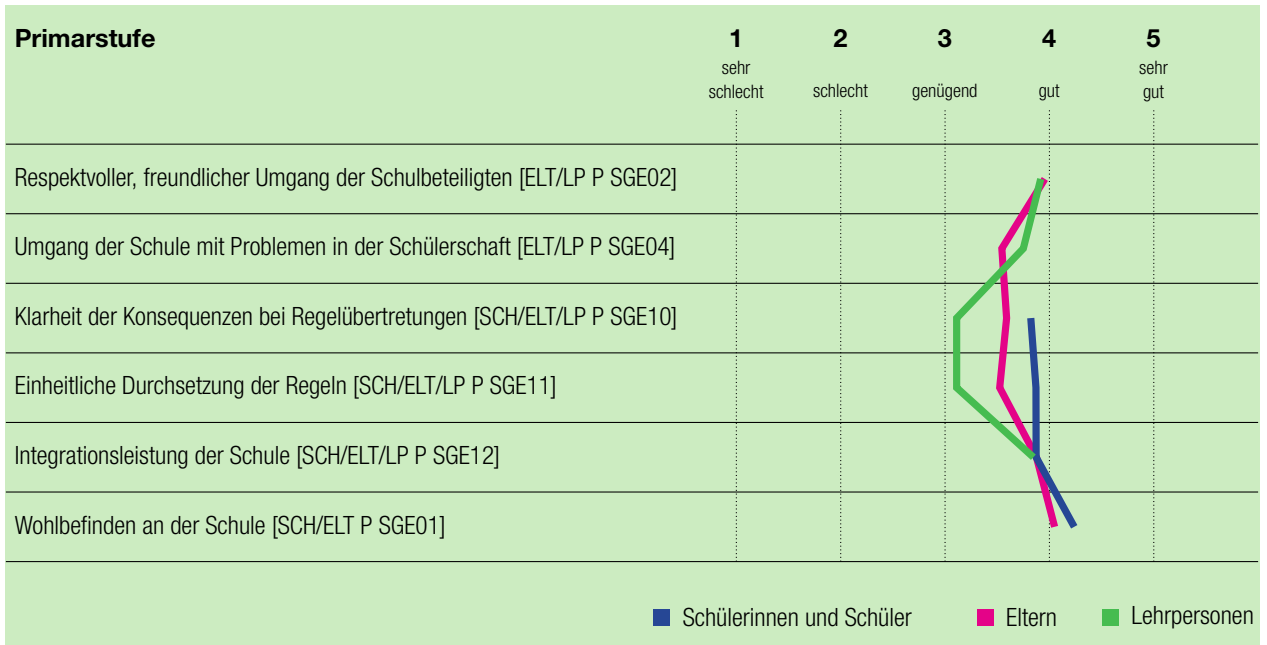 Primarstufe 1 2 3 4 5
sehr schlecht schlecht genügend gut sehr gut
Respektvoller, freundlicher Umgang der Schulbeteiligten [ELT/LP P SGE02]
Umgang der Schule mit Problemen in der Schülerschaft [ELT/LP P SGE04]
Klarheit der Konsequenzen bei Regelübertretungen [SCH/ELT/LP P SGE10]
Einheitliche Durchsetzung der Regeln [SCH/ELT/LP P SGE11]
Integrationsleistung der Schule [SCH/ELT/LP P SGE12]
Wohlbefinden an der Schule [SCH/ELT P SGE01]
Schülerinnen und Schüler Eltern Lehrpersonen